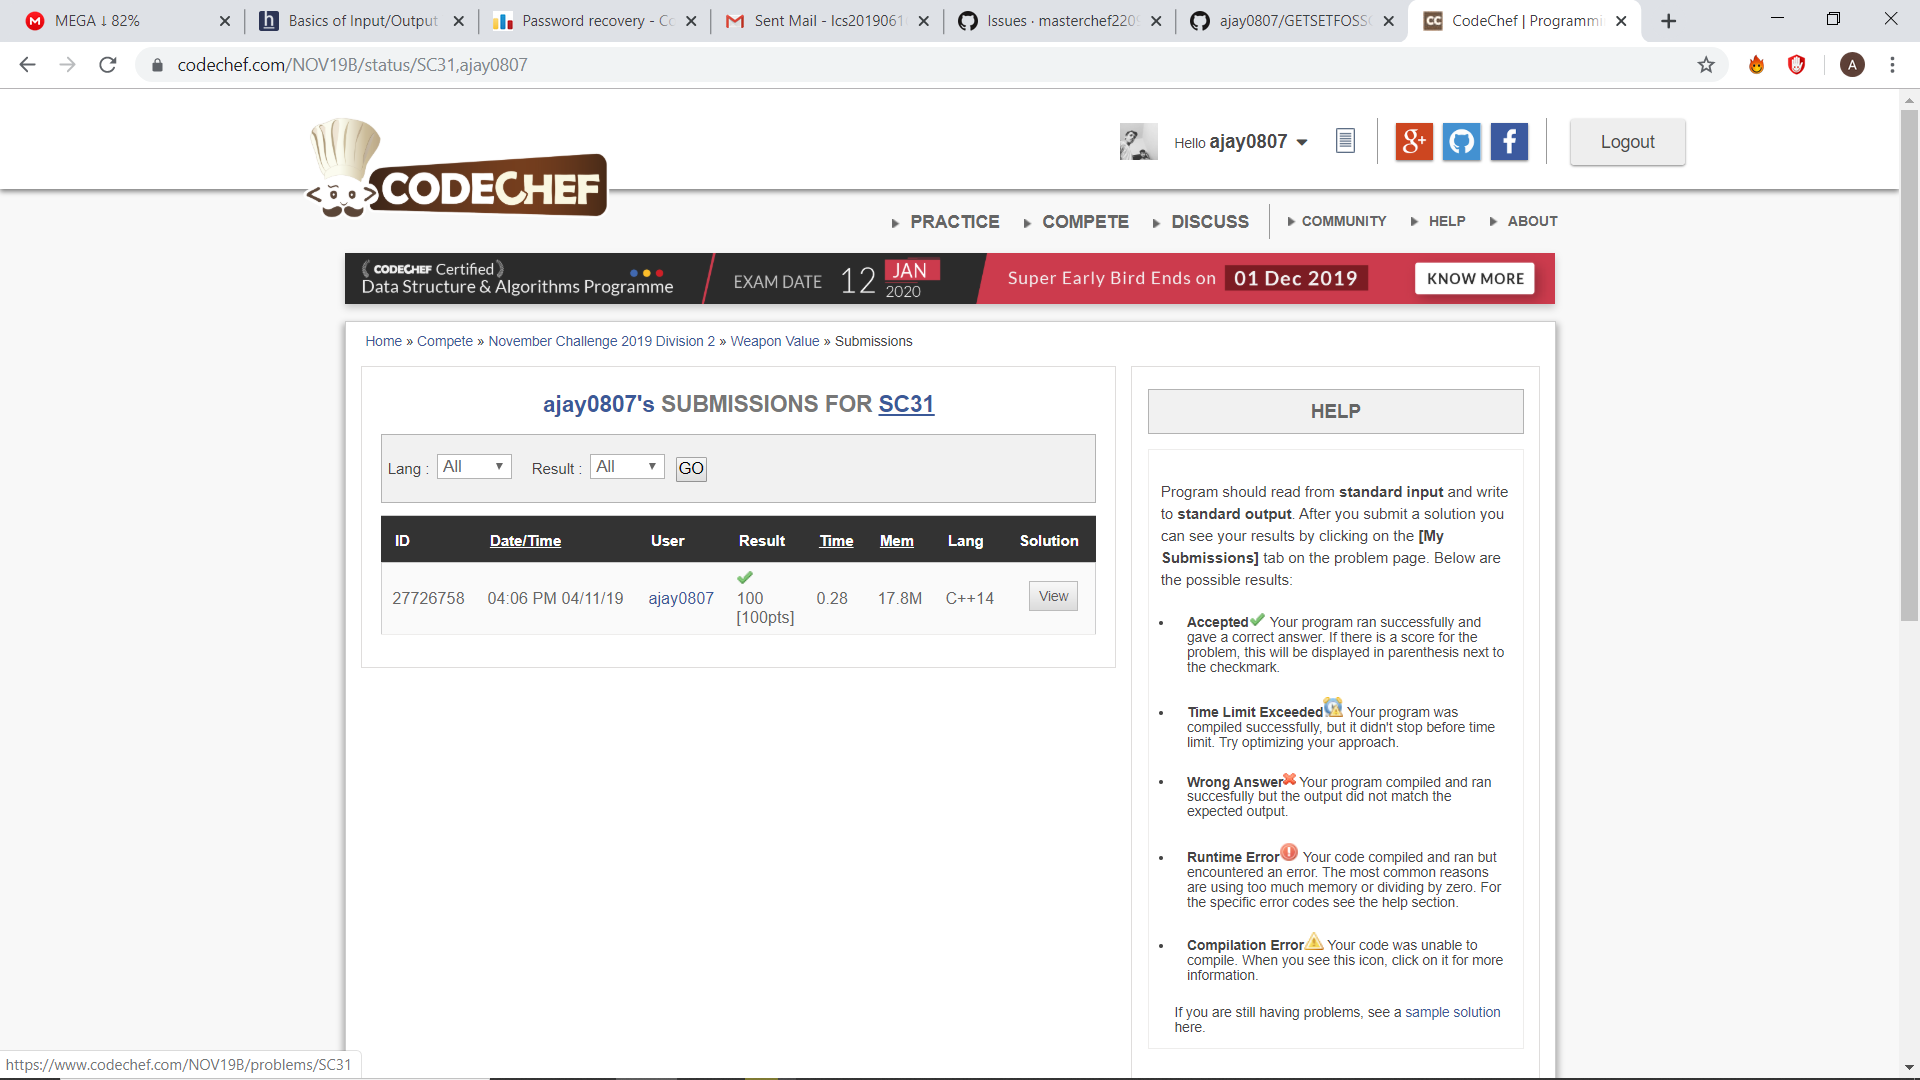 MEGA ↓ 82%
Basics of Input/Output
Password recovery - Co
Sent Mail - lcs2019061
Issues · masterchef2209
ajay0807/GETSETFOSSC
CC CodeChef | Programmi
codechef.com/NOV19B/status/SC31,ajay0807
A
CODECHEF
Hello ajay0807
g+
f
Logout
PRACTICE
COMPETE
DISCUSS
COMMUNITY
HELP
ABOUT
CODECHEF Certified
Data Structure & Algorithms Programme
EXAM DATE 12 JAN 2020
Super Early Bird Ends on 01 Dec 2019
KNOW MORE
Home » Compete » November Challenge 2019 Division 2 » Weapon Value » Submissions
ajay0807's SUBMISSIONS FOR SC31
Lang : All Result : All GO
ID Date/Time User Result Time Mem Lang Solution
27726758 04:06 PM 04/11/19 ajay0807 100 [100pts] 0.28 17.8M C++14 View
HELP
Program should read from standard input and write
to standard output. After you submit a solution you
can see your results by clicking on the [My
Submissions] tab on the problem page. Below are
the possible results:
Accepted Your program ran successfully and
gave a correct answer. If there is a score for the
problem, this will be displayed in parenthesis next to
the checkmark.
Time Limit Exceeded Your program was
compiled successfully, but it didn't stop before time
limit. Try optimizing your approach.
Wrong Answer Your program compiled and ran
succesfully but the output did not match the
expected output.
Runtime Error Your code compiled and ran but
encountered an error. The most common reasons
are using too much memory or dividing by zero. For
the specific error codes see the help section.
Compilation Error Your code was unable to
compile. When you see this icon, click on it for more
information.
If you are still having problems, see a sample solution
here.
https://www.codechef.com/NOV19B/problems/SC31